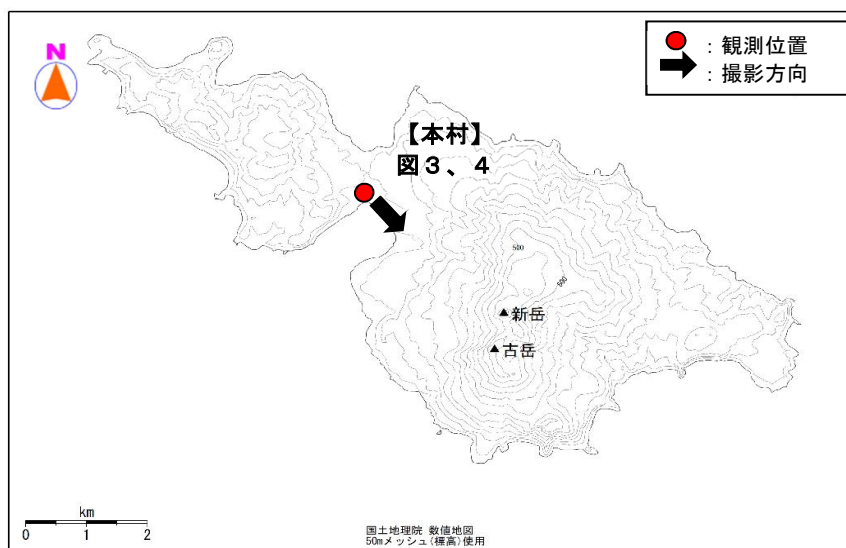 N
：観測位置
：撮影方向
【本村】
図３、４
500
600
新岳
古岳
km
0 1 2
国土地理院 数値地図
50mメッシュ（標高）使用